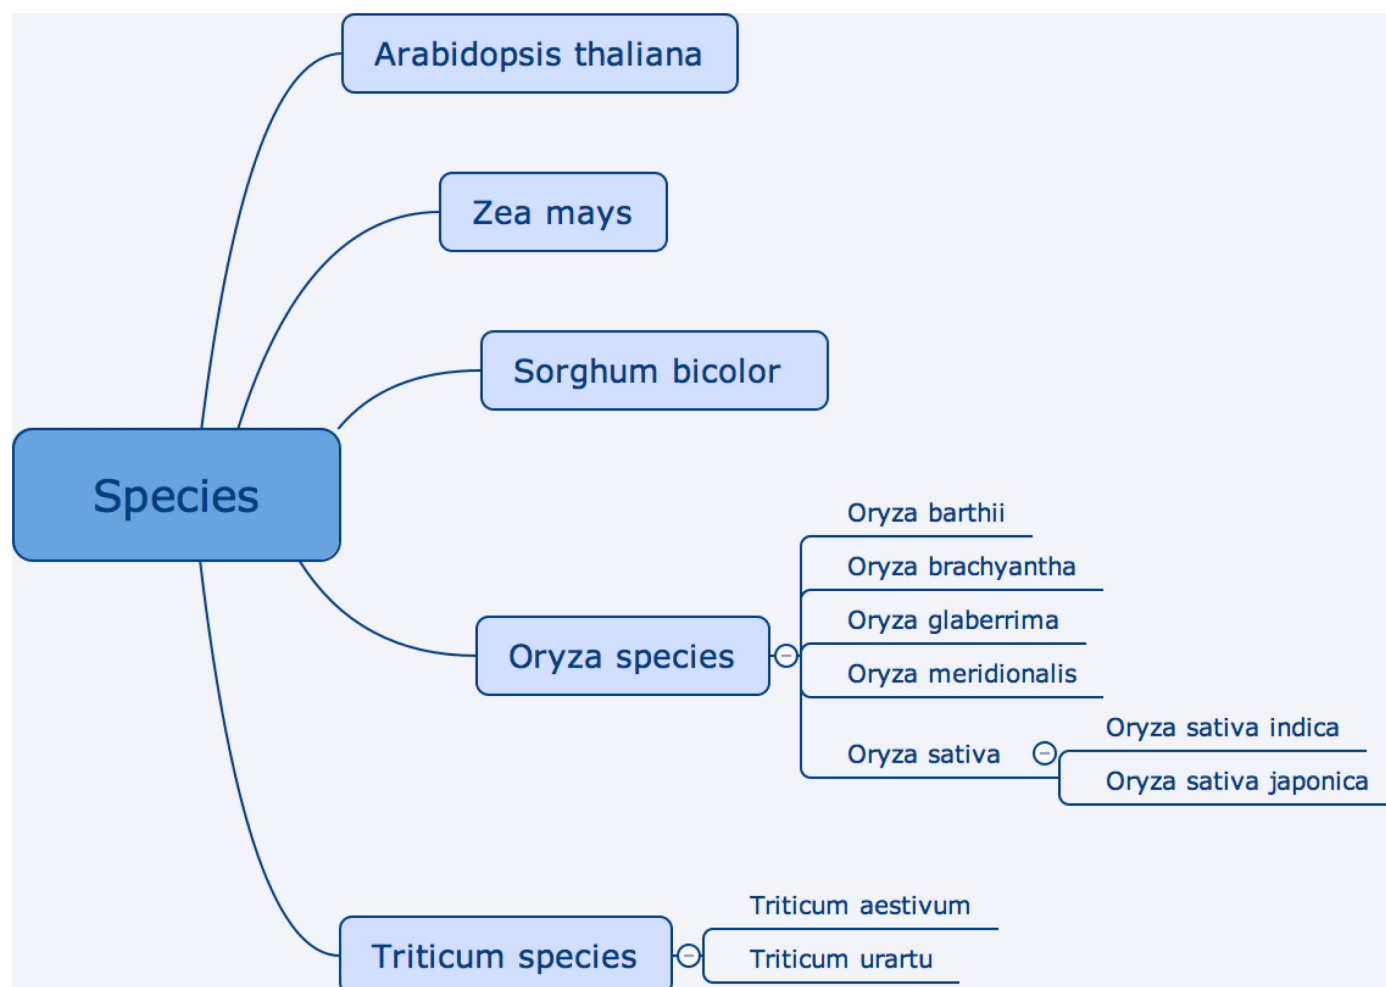 Arabidopsis thaliana
Zea mays
Sorghum bicolor
Species
Oryza species
Oryza barthii
Oryza brachyantha
Oryza glaberrima
Oryza meridionalis
Oryza sativa
Oryza sativa indica
Oryza sativa japonica
Triticum species
Triticum aestivum
Triticum urartu